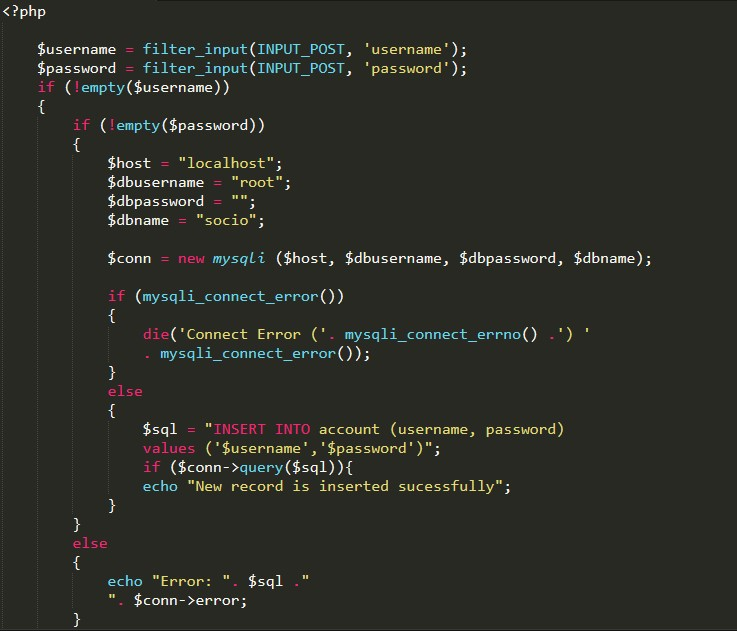 <?php
$username = filter_input(INPUT_POST, 'username');
$password = filter_input(INPUT_POST, 'password');
if (!empty($username))
{
if (!empty($password))
{
$host = "localhost";
$dbusername = "root";
$dbpassword = "";
$dbname = "socio";
$conn = new mysqli ($host, $dbusername, $dbpassword, $dbname);
if (mysqli_connect_error())
{
die('Connect Error ('. mysqli_connect_errno() .') '
. mysqli_connect_error());
}
else
{
$sql = "INSERT INTO account (username, password)
values ('$username','$password')";
if ($conn->query($sql)){
echo "New record is inserted sucessfully";
}
}
else
{
echo "Error: ". $sql ."
". $conn->error;
}